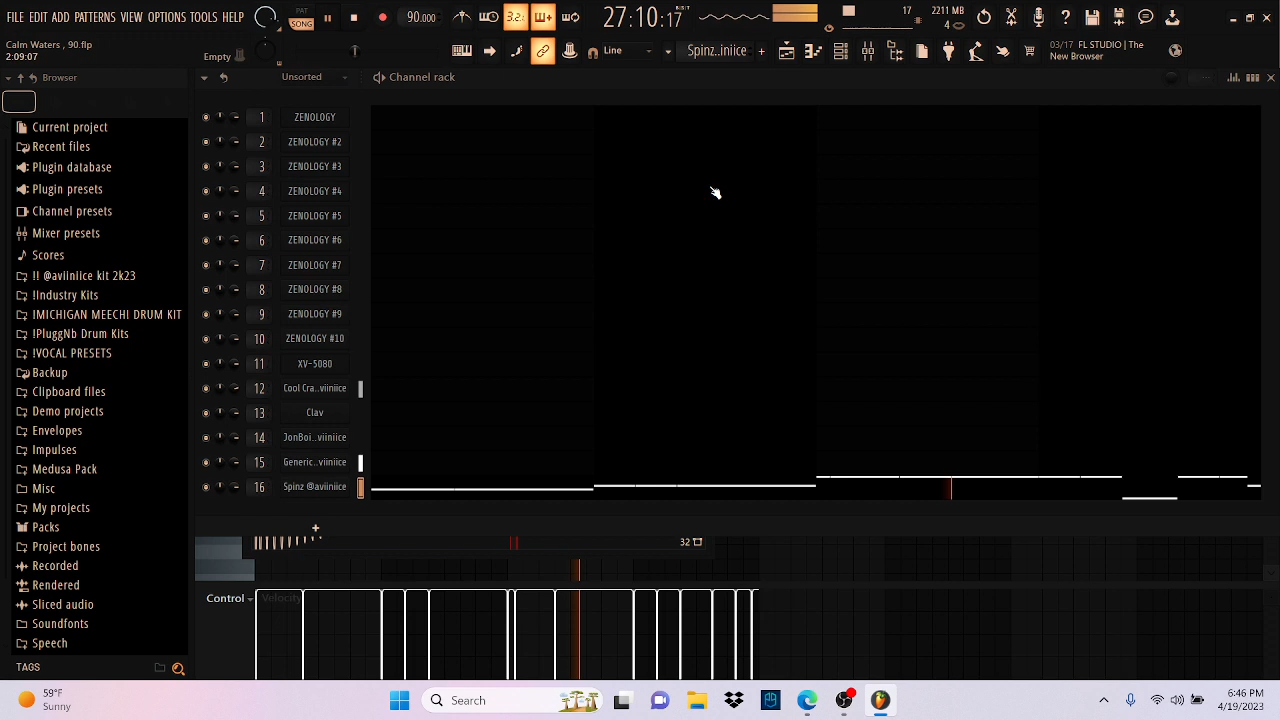 FILE EDIT ADD PATTERNS VIEW OPTIONS TOOLS HELP
PAT
SONG
90.000
3.2
27:10:17
B:S:T
17
2211 MB
4
Calm Waters , 90.flp
2:09:07
Empty
Line
Spinz..iniice
03/17 FL STUDIO | The
New Browser
Browser
Unsorted
Channel rack
Current project
Recent files
Plugin database
Plugin presets
Channel presets
Mixer presets
Scores
!! @aviiniice kit 2k23
!Industry Kits
!MICHIGAN MEECHI DRUM KIT
!PluggNb Drum Kits
!VOCAL PRESETS
Backup
Clipboard files
Demo projects
Envelopes
Impulses
Medusa Pack
Misc
My projects
Packs
Project bones
Recorded
Rendered
Sliced audio
Soundfonts
Speech
TAGS
1 ZENOLOGY
2 ZENOLOGY #2
3 ZENOLOGY #3
4 ZENOLOGY #4
5 ZENOLOGY #5
6 ZENOLOGY #6
7 ZENOLOGY #7
8 ZENOLOGY #8
9 ZENOLOGY #9
10 ZENOLOGY #10
11 XV-5080
12 Cool Cra..viiniice
13 Clav
14 JonBoi..viiniice
15 Generic..viiniice
16 Spinz @aviiniice
+
32
Control
Velocity
59°F
Sunny
Search
6:46 PM
4/19/2023